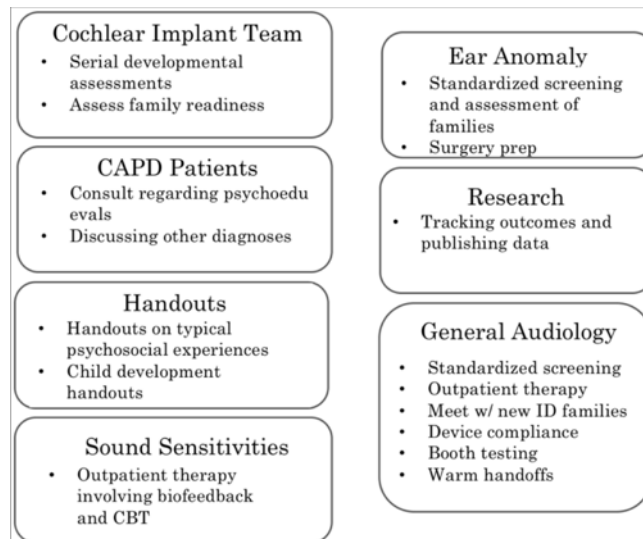 Cochlear Implant Team
• Serial developmental
assessments
• Assess family readiness
CAPD Patients
• Consult regarding psychoedu
evals
• Discussing other diagnoses
Handouts
• Handouts on typical
psychosocial experiences
• Child development
handouts
Sound Sensitivities
• Outpatient therapy
involving biofeedback
and CBT
Ear Anomaly
• Standardized screening
and assessment of
families
• Surgery prep
Research
• Tracking outcomes and
publishing data
General Audiology
• Standardized screening
• Outpatient therapy
• Meet w/ new ID families
• Device compliance
• Booth testing
• Warm handoffs